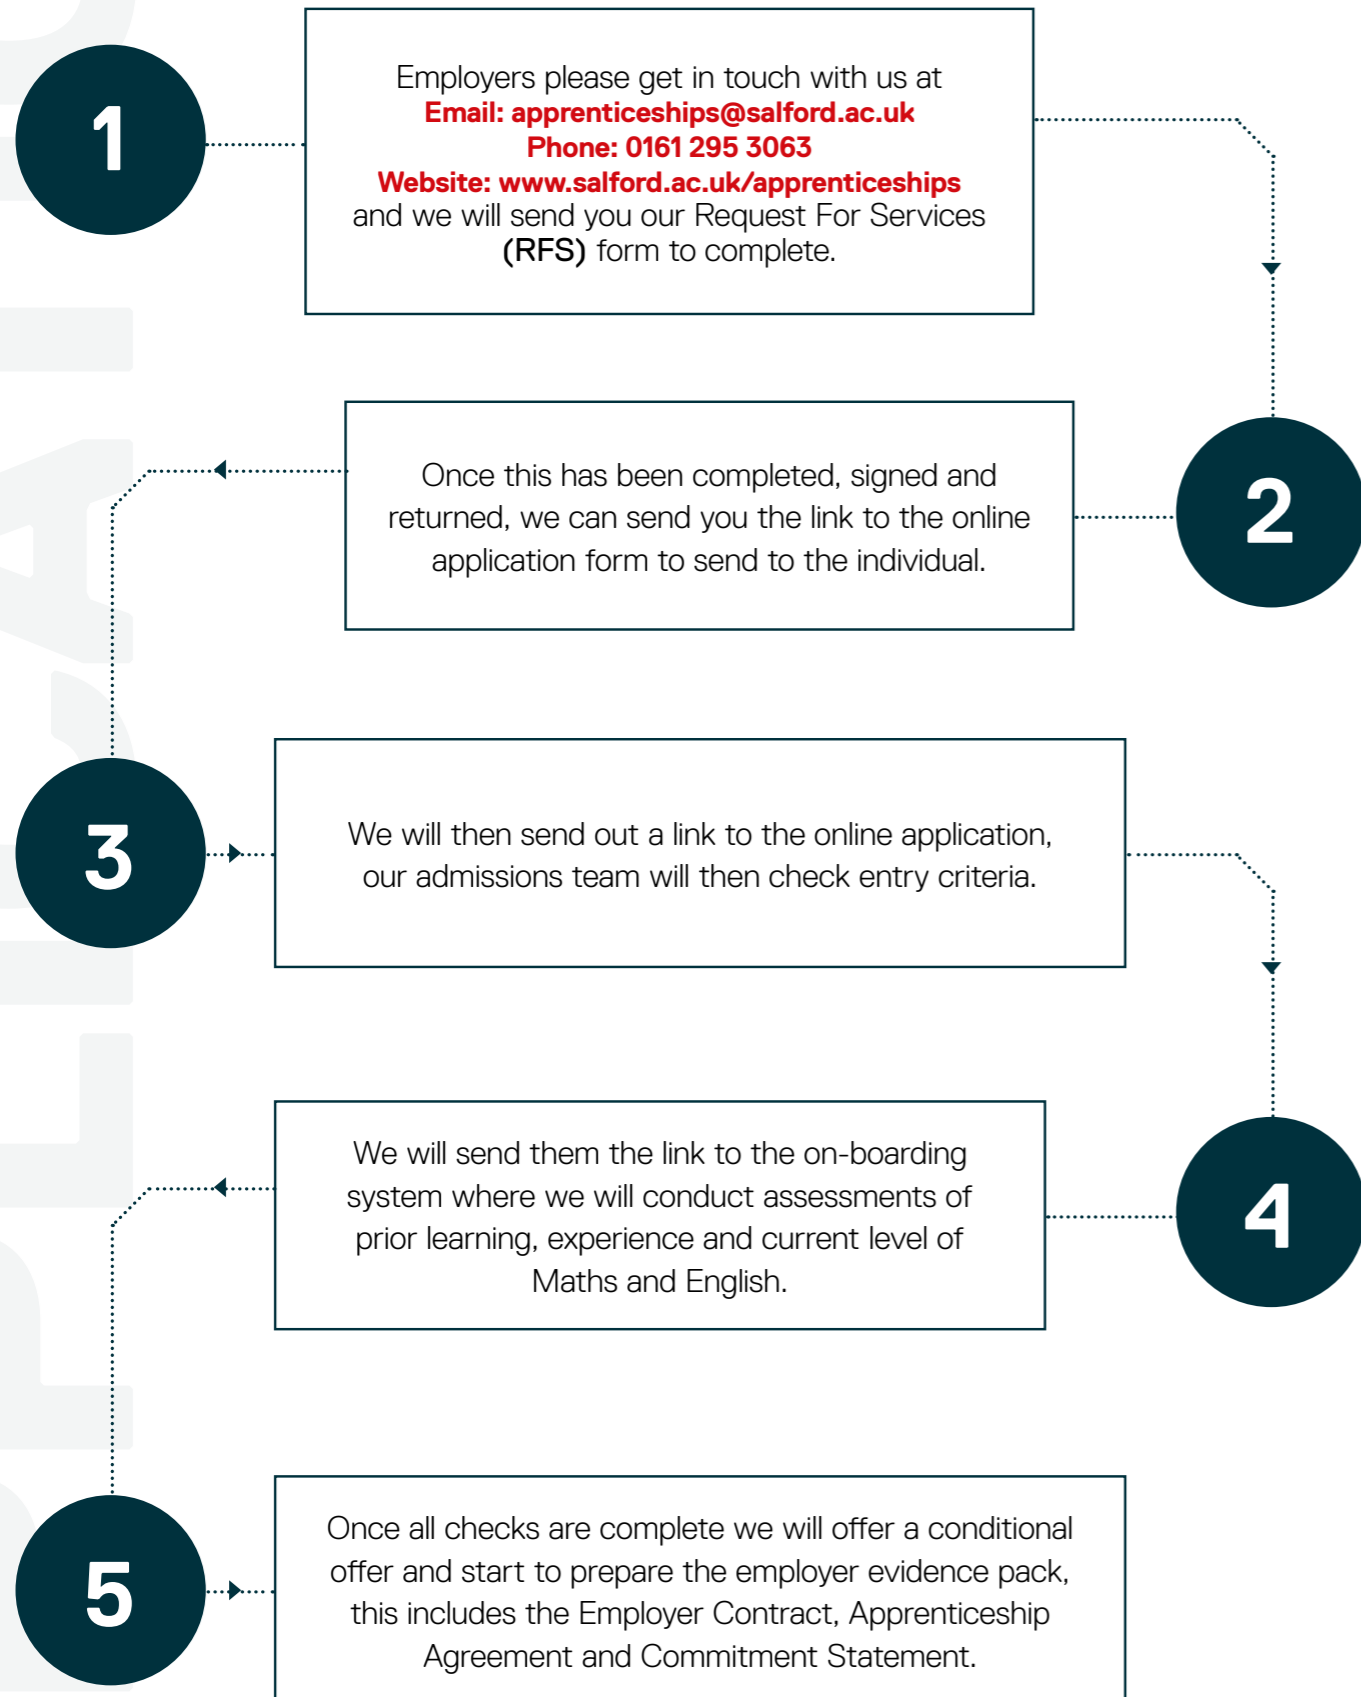 1
Employers please get in touch with us at
Email: apprenticeships@salford.ac.uk
Phone: 0161 295 3063
Website: www.salford.ac.uk/apprenticeships
and we will send you our Request For Services
(RFS) form to complete.
Once this has been completed, signed and
returned, we can send you the link to the online
application form to send to the individual.
2
3
We will then send out a link to the online application,
our admissions team will then check entry criteria.
We will send them the link to the on-boarding
system where we will conduct assessments of
prior learning, experience and current level of
Maths and English.
4
5
Once all checks are complete we will offer a conditional
offer and start to prepare the employer evidence pack,
this includes the Employer Contract, Apprenticeship
Agreement and Commitment Statement.